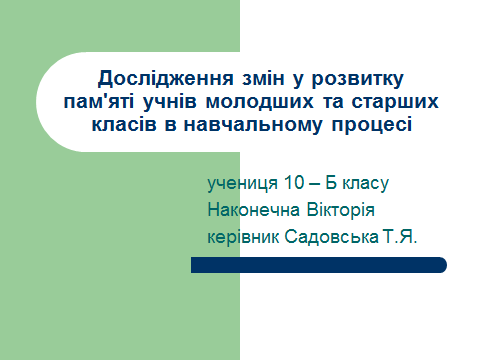 Дослідження змін у розвитку
пам'яті учнів молодших та старших
класів в навчальному процесі
учениця 10 – Б класу
Наконечна Вікторія
керівник Садовська Т.Я.